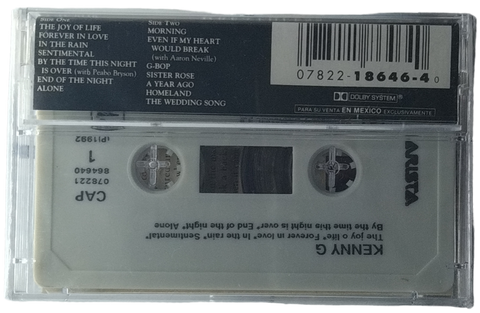 Side One
THE JOY OF LIFE
FOREVER IN LOVE
IN THE RAIN
SENTIMENTAL
BY THE TIME THIS NIGHT
IS OVER (with Peabo Bryson)
END OF THE NIGHT
ALONE
Side Two
MORNING
EVEN IF MY HEART
WOULD BREAK
(with Aaron Neville)
G-BOP
SISTER ROSE
A YEAR AGO
HOMELAND
THE WEDDING SONG
07822-18646-4 0
DOLBY SYSTEM
PARA SU VENTA EN MEXICO EXCLUSIVAMENTE
ARISTA
KENNY G
The joy o life* Forever in love* In the rain* Sentimental*
By the time this night is over* End of the night* Alone
CAP
078221
864640
1
(P)1992